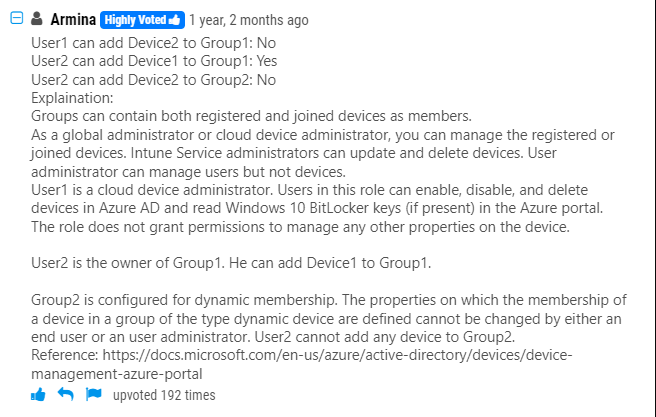 Armina Highly Voted 1 year, 2 months ago
User1 can add Device2 to Group1: No
User2 can add Device1 to Group1: Yes
User2 can add Device2 to Group2: No
Explaination:
Groups can contain both registered and joined devices as members.
As a global administrator or cloud device administrator, you can manage the registered or
joined devices. Intune Service administrators can update and delete devices. User
administrator can manage users but not devices.
User1 is a cloud device administrator. Users in this role can enable, disable, and delete
devices in Azure AD and read Windows 10 BitLocker keys (if present) in the Azure portal.
The role does not grant permissions to manage any other properties on the device.
User2 is the owner of Group1. He can add Device1 to Group1.
Group2 is configured for dynamic membership. The properties on which the membership of
a device in a group of the type dynamic device are defined cannot be changed by either an
end user or an user administrator. User2 cannot add any device to Group2.
Reference: https://docs.microsoft.com/en-us/azure/active-directory/devices/device-
management-azure-portal
upvoted 192 times